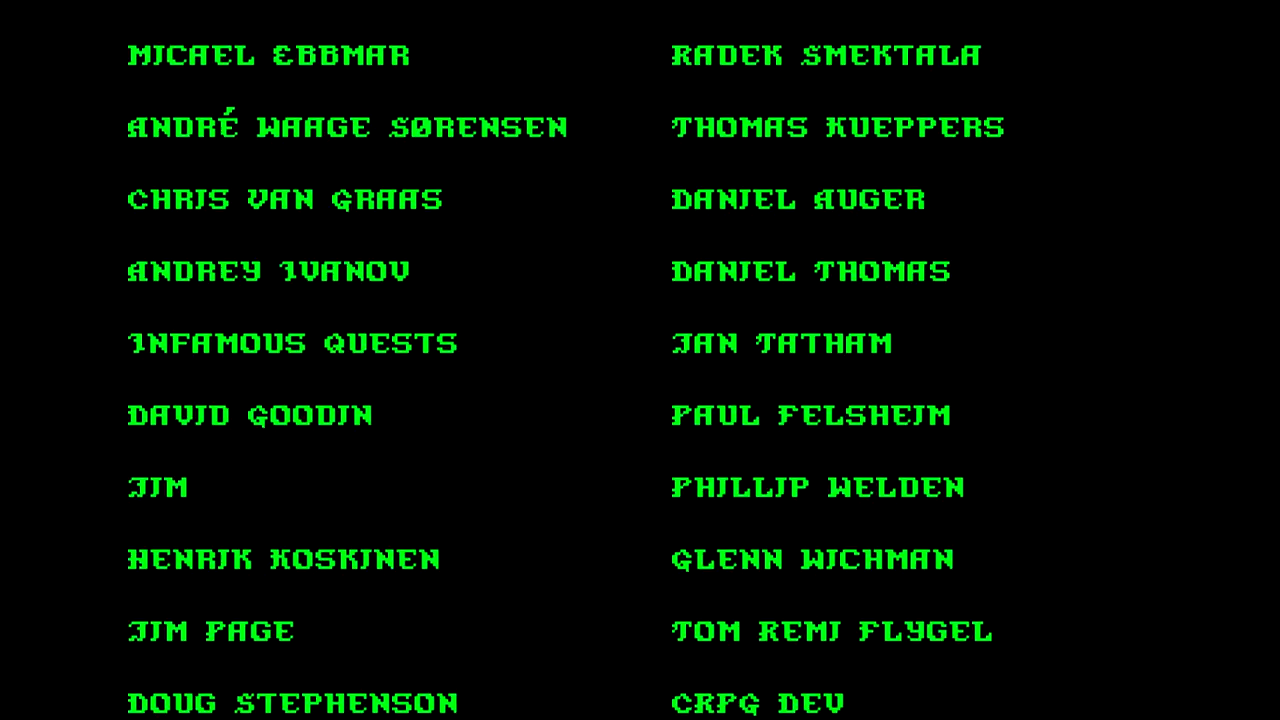 MICAEL EBBMAR
RADEK SMEKTALA
ANDRÉ WAAGE SØRENSEN
THOMAS KUEPPERS
CHRIS VAN GRAAS
DANIEL AUGER
ANDREY IVANOV
DANIEL THOMAS
INFAMOUS QUESTS
IAN TATHAM
DAVID GOODIN
PAUL FELSHEIM
JIM
PHILLIP WELDEN
HENRIK KOSKINEN
GLENN WICHMAN
JIM PAGE
TOM REMI FLYGEL
DOUG STEPHENSON
CRPG DEV